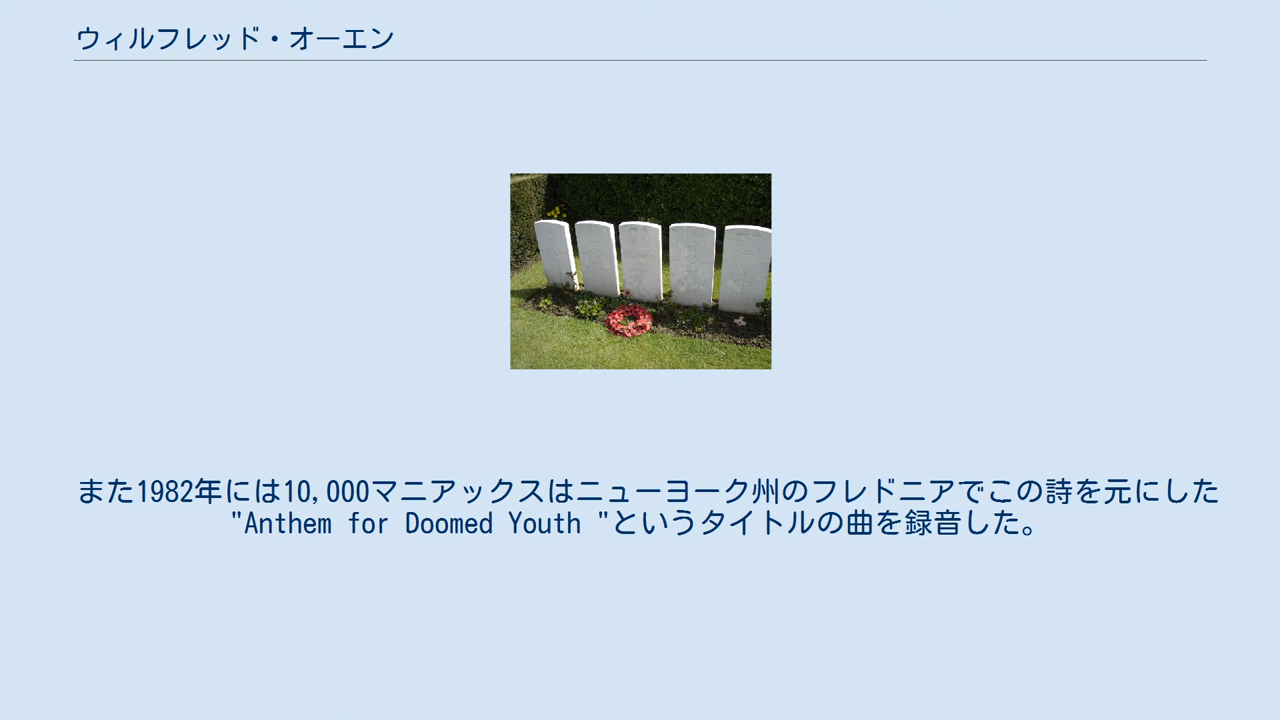 ウィルフレッド・オーエン
また1982年には10,000マニアックスはニューヨーク州のフレドニアでこの詩を元にした
"Anthem for Doomed Youth "というタイトルの曲を録音した。